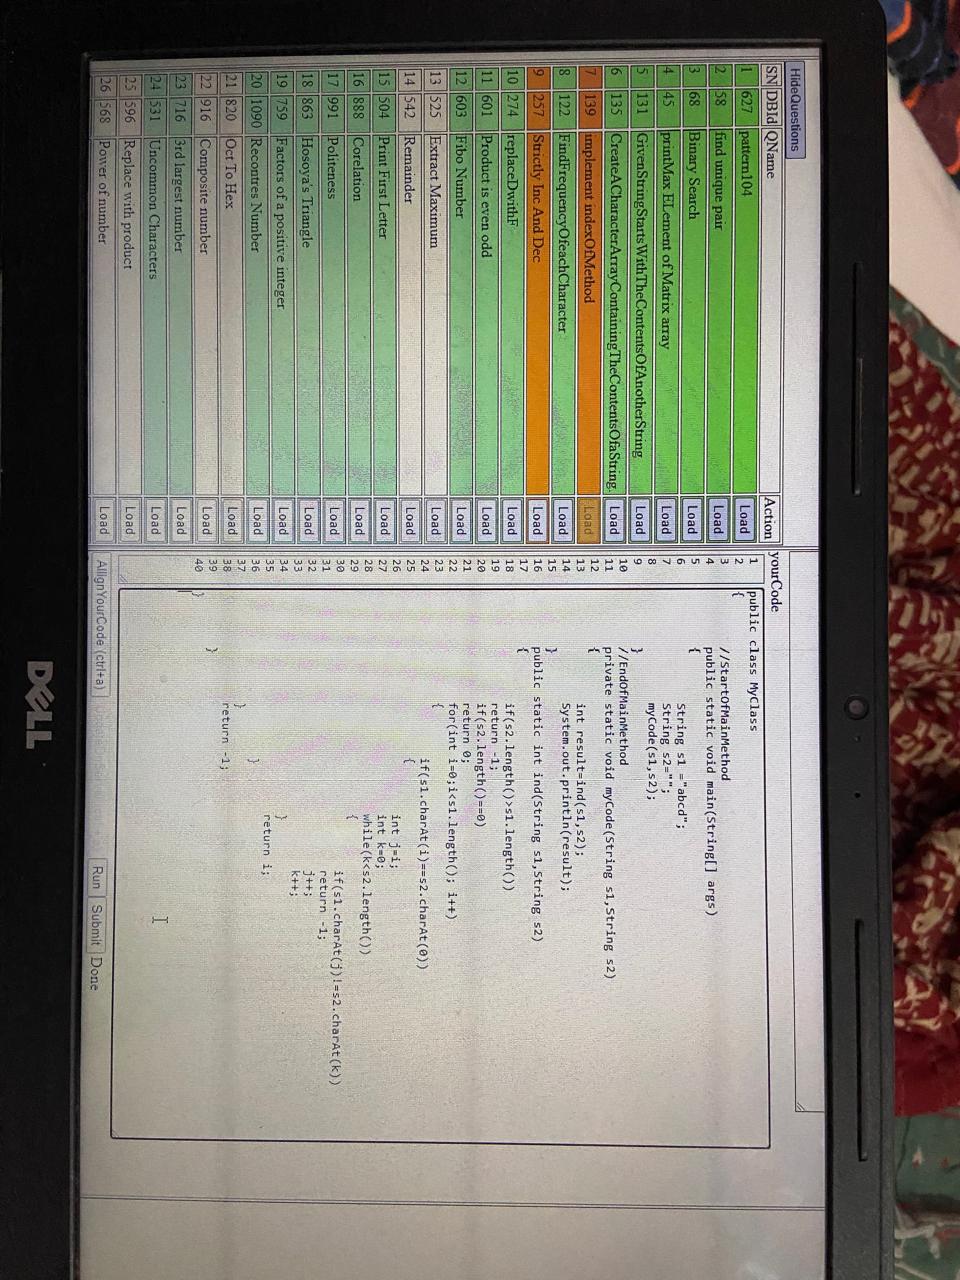 HideQuestions
SN DBId QName Action
1 627 pattern104 Load
2 58 find unique pair Load
3 68 Binary Search Load
4 45 printMax ELement of Matrix array Load
5 131 GivenStringStartsWithTheContentsOfAnotherString Load
6 135 CreateACharacterArrayContainingTheContentsOfaString Load
7 139 implement indexOfMethod Load
8 122 FindFrequencyOfeachCharacter Load
9 257 Strictly Inc And Dec Load
10 274 replaceDwithF Load
11 601 Product is even odd Load
12 603 Fibo Number Load
13 525 Extract Maximum Load
14 542 Remainder Load
15 504 Print First Letter Load
16 888 Corelation Load
17 991 Politeness Load
18 863 Hosoya's Triangle Load
19 759 Factors of a positive integer Load
20 1090 Recontres Number Load
21 820 Oct To Hex Load
22 916 Composite number Load
23 716 3rd largest number Load
24 531 Uncommon Characters Load
25 596 Replace with product Load
26 568 Power of number Load
yourCode
1 public class MyClass
2 {
3 //StartOfMainMethod
4 public static void main(String[] args)
5 {
6 String s1 ="abcd";
7 String s2="";
8 myCode(s1,s2);
9 }
10 //EndOfMainMethod
11 private static void myCode(String s1,String s2)
12 {
13 int result=ind(s1,s2);
14 System.out.println(result);
15 }
16 public static int ind(String s1,String s2)
17 {
18 if(s2.length()>s1.length())
19 return -1;
20 if(s2.length()==0)
21 return 0;
22 for(int i=0;i<s1.length(); i++)
23 {
24 if(s1.charAt(i)==s2.charAt(0))
25 {
26 int j=i;
27 int k=0;
28 while(k<s2.length())
29 {
30 if(s1.charAt(j)!=s2.charAt(k))
31 return -1;
32 j++;
33 k++;
34 }
35 return i;
36 }
37 }
38 return -1;
39 }
40 }
AllignYourCode (ctrl+a)
Run Submit Done
DELL